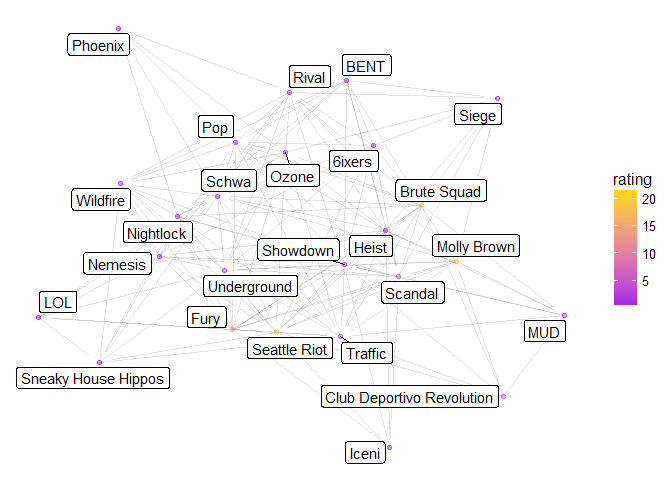 Phoenix
BENT
Rival
Siege
Pop
6ixers
Ozone
Schwa
Brute Squad
Wildfire
Nightlock
Showdown
Heist
Molly Brown
Nemesis
Underground
Scandal
LOL
Fury
MUD
Seattle Riot
Traffic
Sneaky House Hippos
Club Deportivo Revolution
Iceni
rating
20
15
10
5